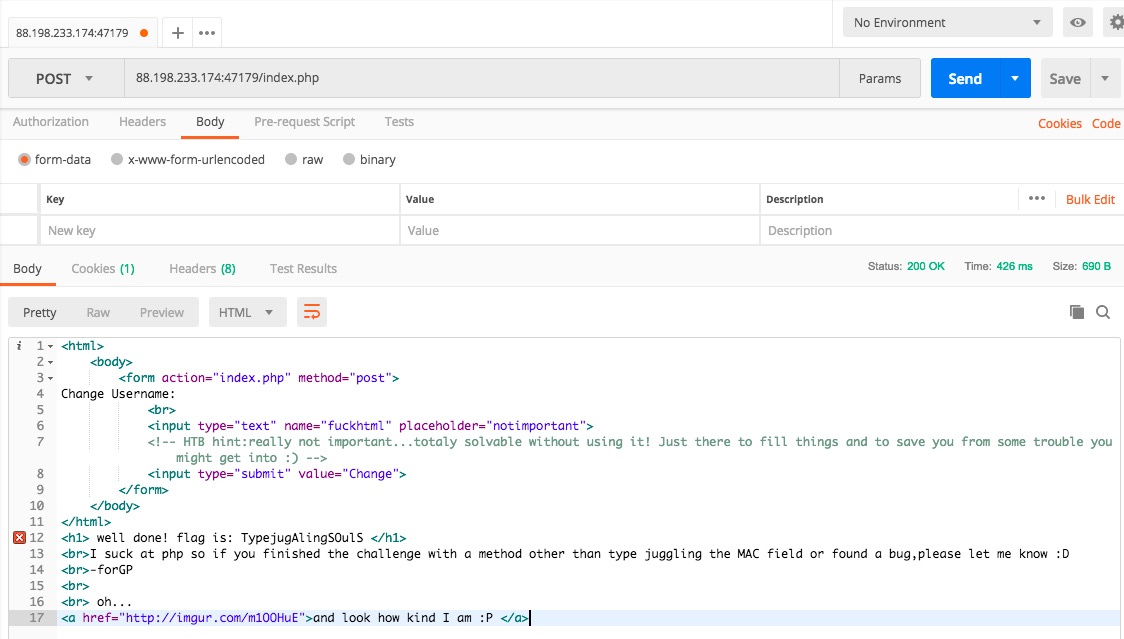 88.198.233.174:47179
No Environment
POST 88.198.233.174:47179/index.php Params Send Save
Authorization Headers Body Pre-request Script Tests Cookies Code
form-data x-www-form-urlencoded raw binary
Key Value Description Bulk Edit
New key Value Description
Body Cookies (1) Headers (8) Test Results Status: 200 OK Time: 426 ms Size: 690 B
Pretty Raw Preview HTML
i 1 <html>
2 <body>
3 <form action="index.php" method="post">
4 Change Username:
5 <br>
6 <input type="text" name="fuckhtml" placeholder="notimportant">
7 <!-- HTB hint:really not important...totaly solvable without using it! Just there to fill things and to save you from some trouble you
might get into :) -->
8 <input type="submit" value="Change">
9 </form>
10 </body>
11 </html>
12 <h1> well done! flag is: TypejugAlingSOulS </h1>
13 <br>I suck at php so if you finished the challenge with a method other than type juggling the MAC field or found a bug,please let me know :D
14 <br>-forGP
15 <br>
16 <br> oh...
17 <a href="http://imgur.com/m1OOHuE">and look how kind I am :P </a>